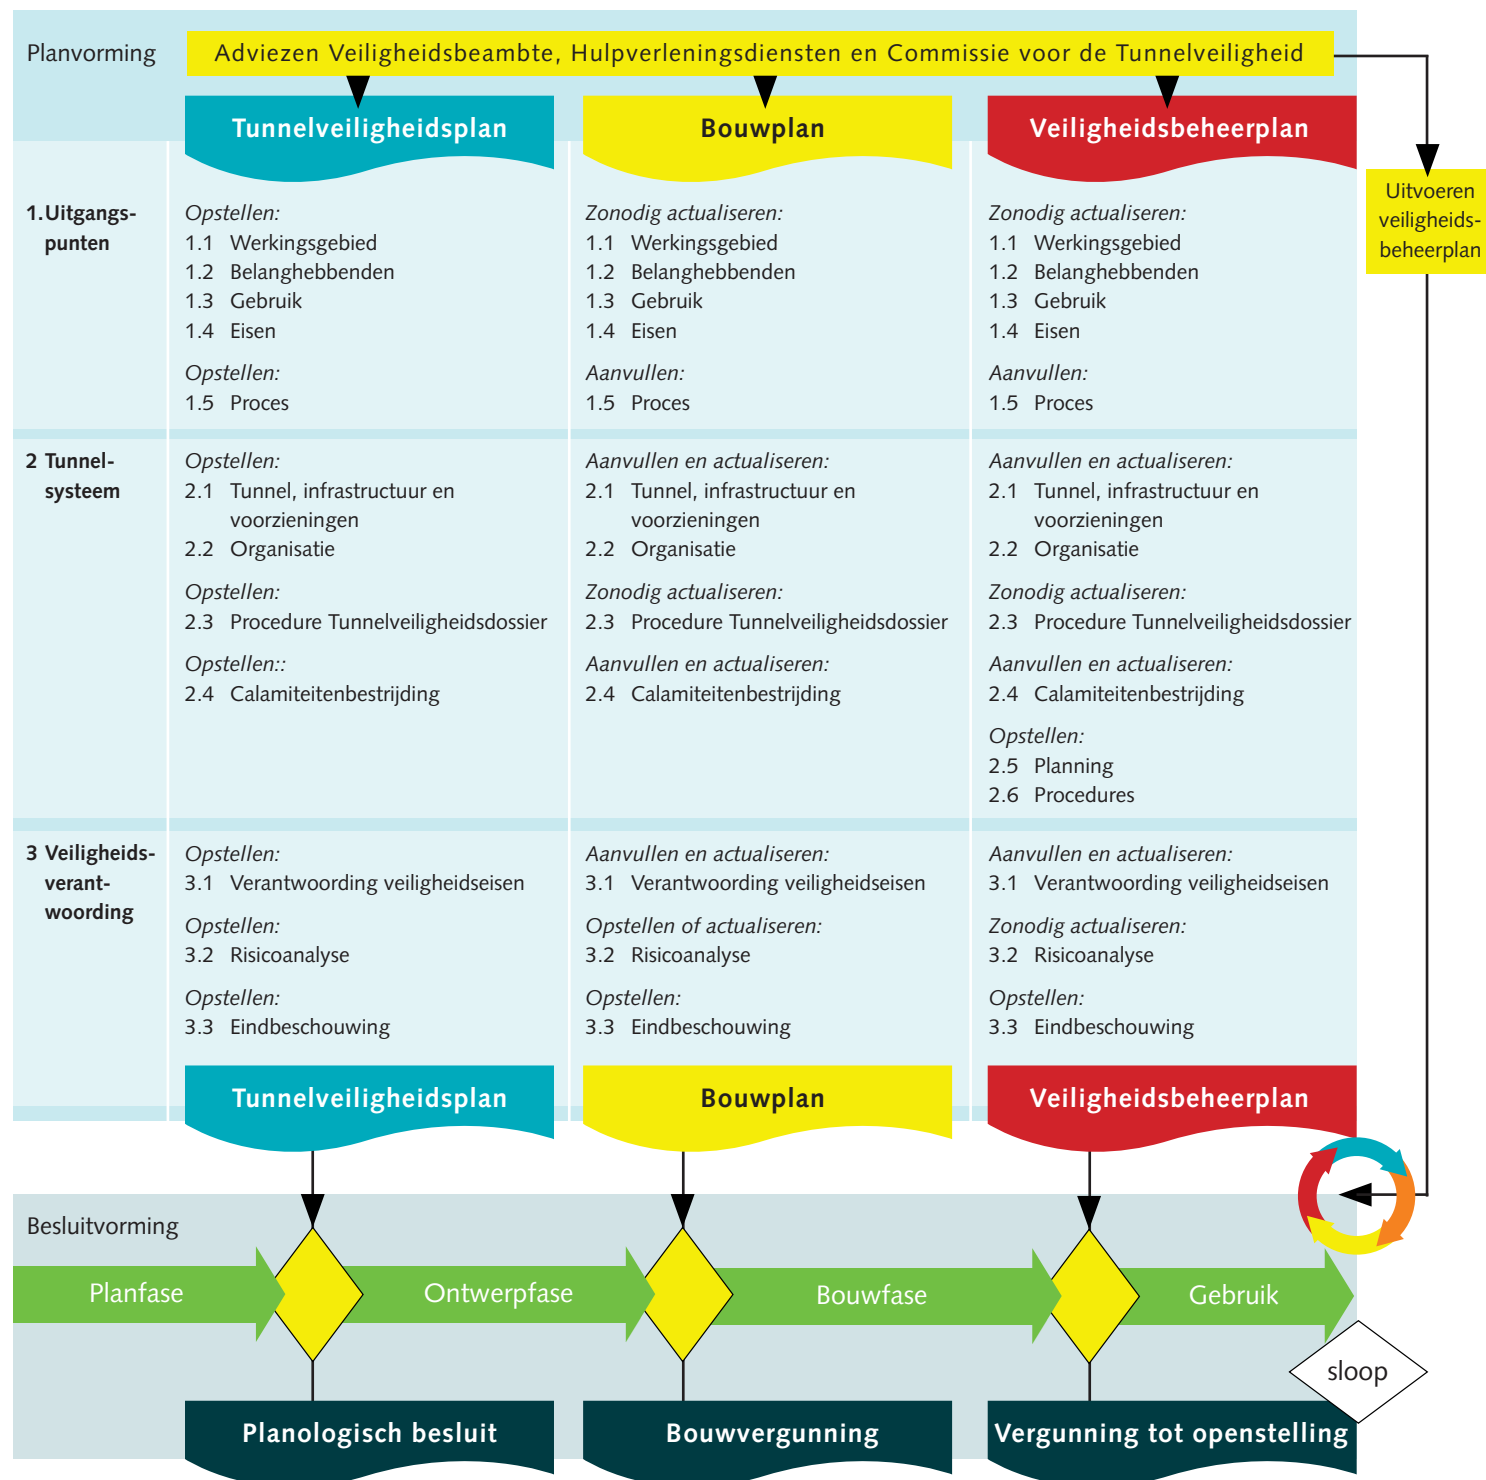 Planvorming
Adviezen Veiligheidsbeambte, Hulpverleningsdiensten en Commissie voor de Tunnelveiligheid
Tunnelveiligheidsplan
Bouwplan
Veiligheidsbeheerplan
Uitvoeren
veiligheids-
beheerplan
1. Uitgangs-
punten
Opstellen:
1.1 Werkingsgebied
1.2 Belanghebbenden
1.3 Gebruik
1.4 Eisen
Opstellen:
1.5 Proces
Zonodig actualiseren:
1.1 Werkingsgebied
1.2 Belanghebbenden
1.3 Gebruik
1.4 Eisen
Aanvullen:
1.5 Proces
Zonodig actualiseren:
1.1 Werkingsgebied
1.2 Belanghebbenden
1.3 Gebruik
1.4 Eisen
Aanvullen:
1.5 Proces
2 Tunnel-
systeem
Opstellen:
2.1 Tunnel, infrastructuur en
voorzieningen
2.2 Organisatie
Opstellen:
2.3 Procedure Tunnelveiligheidsdossier
Opstellen::
2.4 Calamiteitenbestrijding
Aanvullen en actualiseren:
2.1 Tunnel, infrastructuur en
voorzieningen
2.2 Organisatie
Zonodig actualiseren:
2.3 Procedure Tunnelveiligheidsdossier
Aanvullen en actualiseren:
2.4 Calamiteitenbestrijding
Aanvullen en actualiseren:
2.1 Tunnel, infrastructuur en
voorzieningen
2.2 Organisatie
Zonodig actualiseren:
2.3 Procedure Tunnelveiligheidsdossier
Aanvullen en actualiseren:
2.4 Calamiteitenbestrijding
Opstellen:
2.5 Planning
2.6 Procedures
3 Veiligheids-
verant-
woording
Opstellen:
3.1 Verantwoording veiligheidseisen
Opstellen:
3.2 Risicoanalyse
Opstellen:
3.3 Eindbeschouwing
Aanvullen en actualiseren:
3.1 Verantwoording veiligheidseisen
Opstellen of actualiseren:
3.2 Risicoanalyse
Opstellen:
3.3 Eindbeschouwing
Aanvullen en actualiseren:
3.1 Verantwoording veiligheidseisen
Zonodig actualiseren:
3.2 Risicoanalyse
Opstellen:
3.3 Eindbeschouwing
Tunnelveiligheidsplan
Bouwplan
Veiligheidsbeheerplan
Besluitvorming
Planfase
Ontwerpfase
Bouwfase
Gebruik
sloop
Planologisch besluit
Bouwvergunning
Vergunning tot openstelling